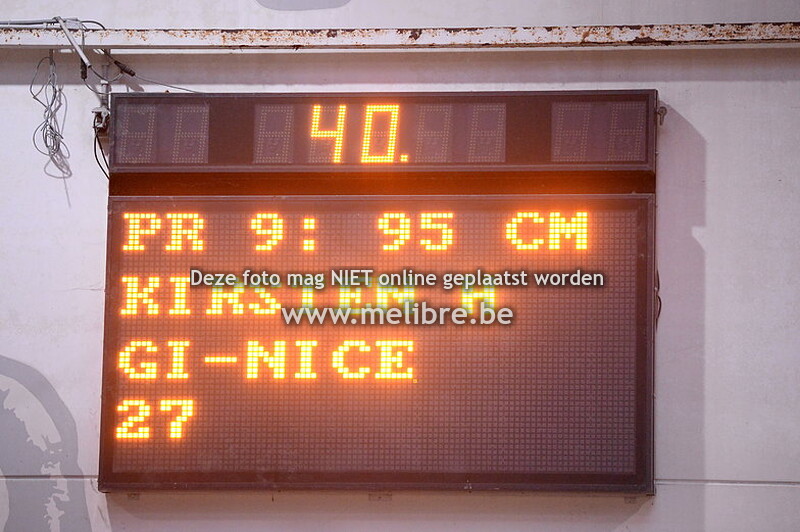 40.
PR 9: 95 CM
Deze foto mag NIET online geplaatst worden
KIRSTEN A
www.melibre.be
GI-NICE
27